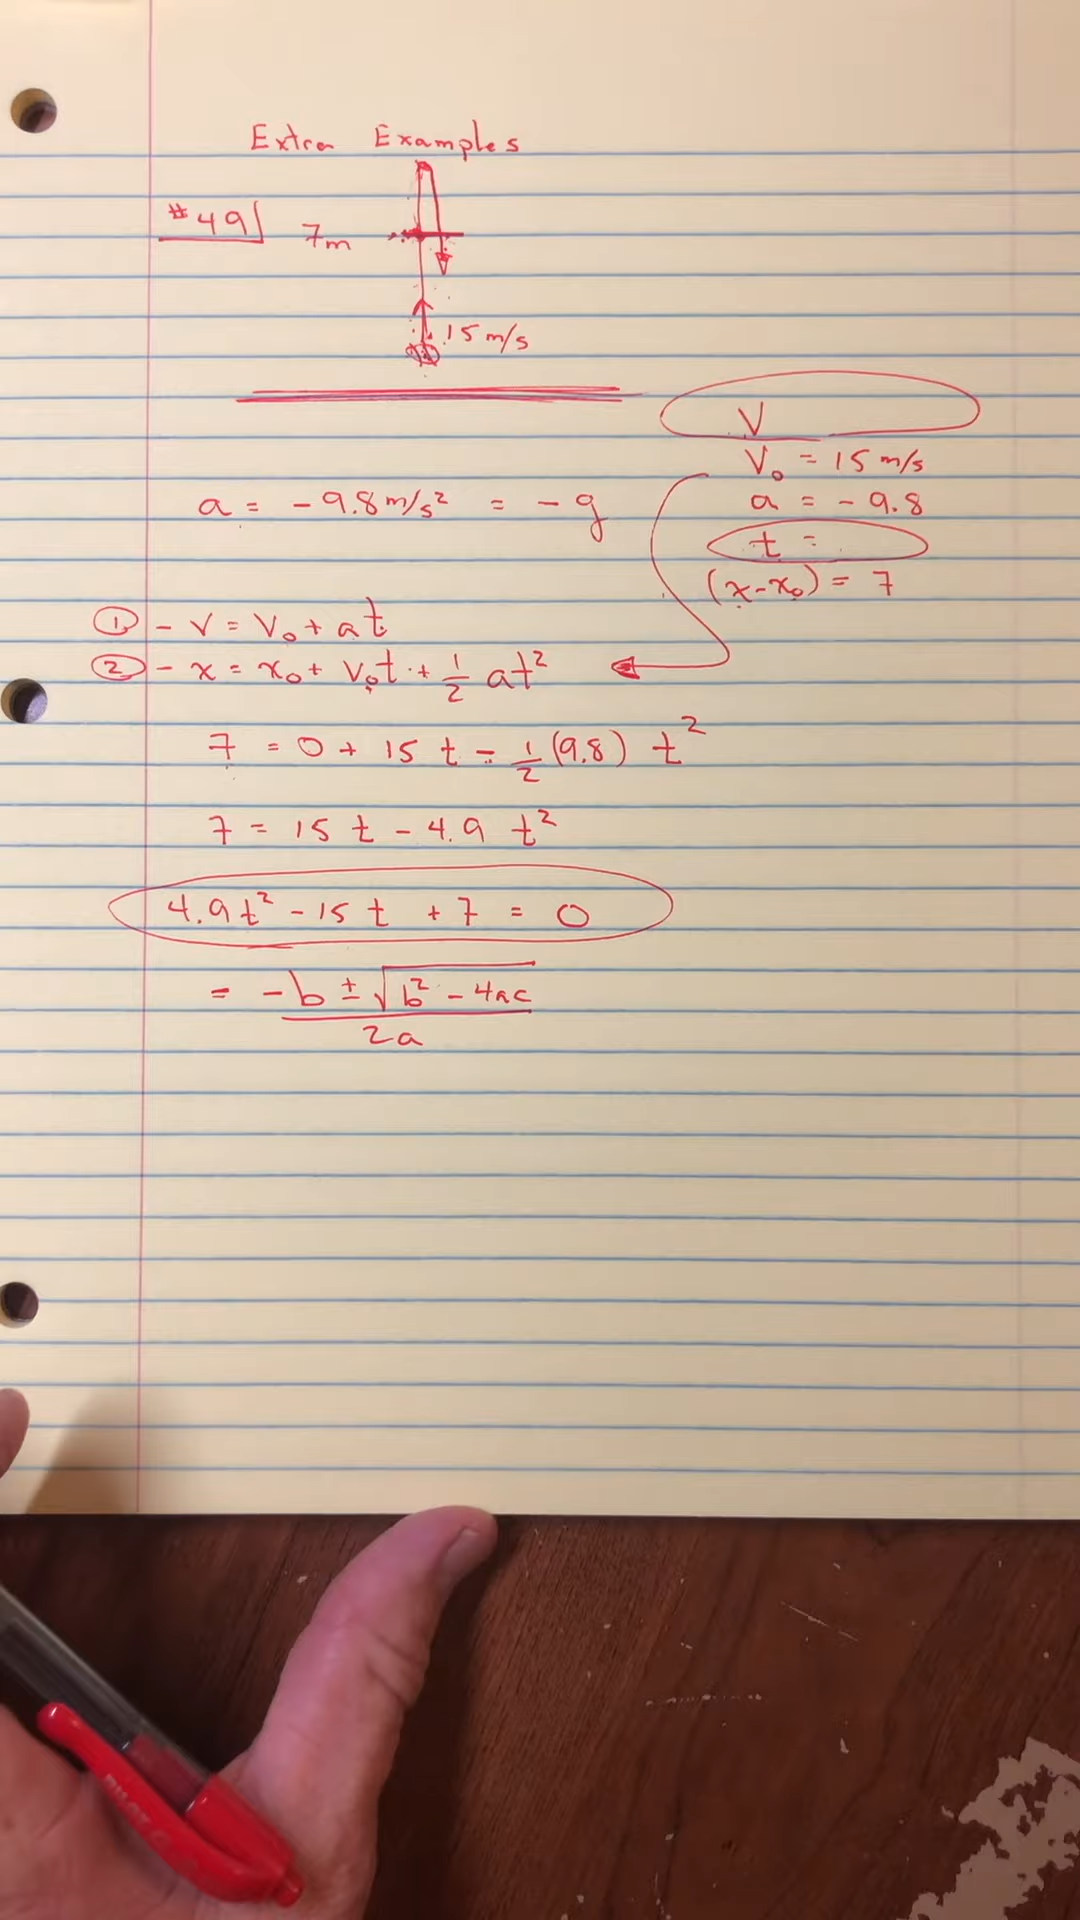 Extra Examples
#49
7m
15 m/s
V
V₀ = 15 m/s
a = -9.8 m/s² = -g
a = -9.8
t =
(x-x₀) = 7
① - V = V₀ + at
② - x = x₀ + V₀t + 1/2 at²
7 = 0 + 15 t - 1/2 (9.8) t²
7 = 15 t - 4.9 t²
4.9t² - 15 t + 7 = 0
= -b ± √b² - 4ac / 2a